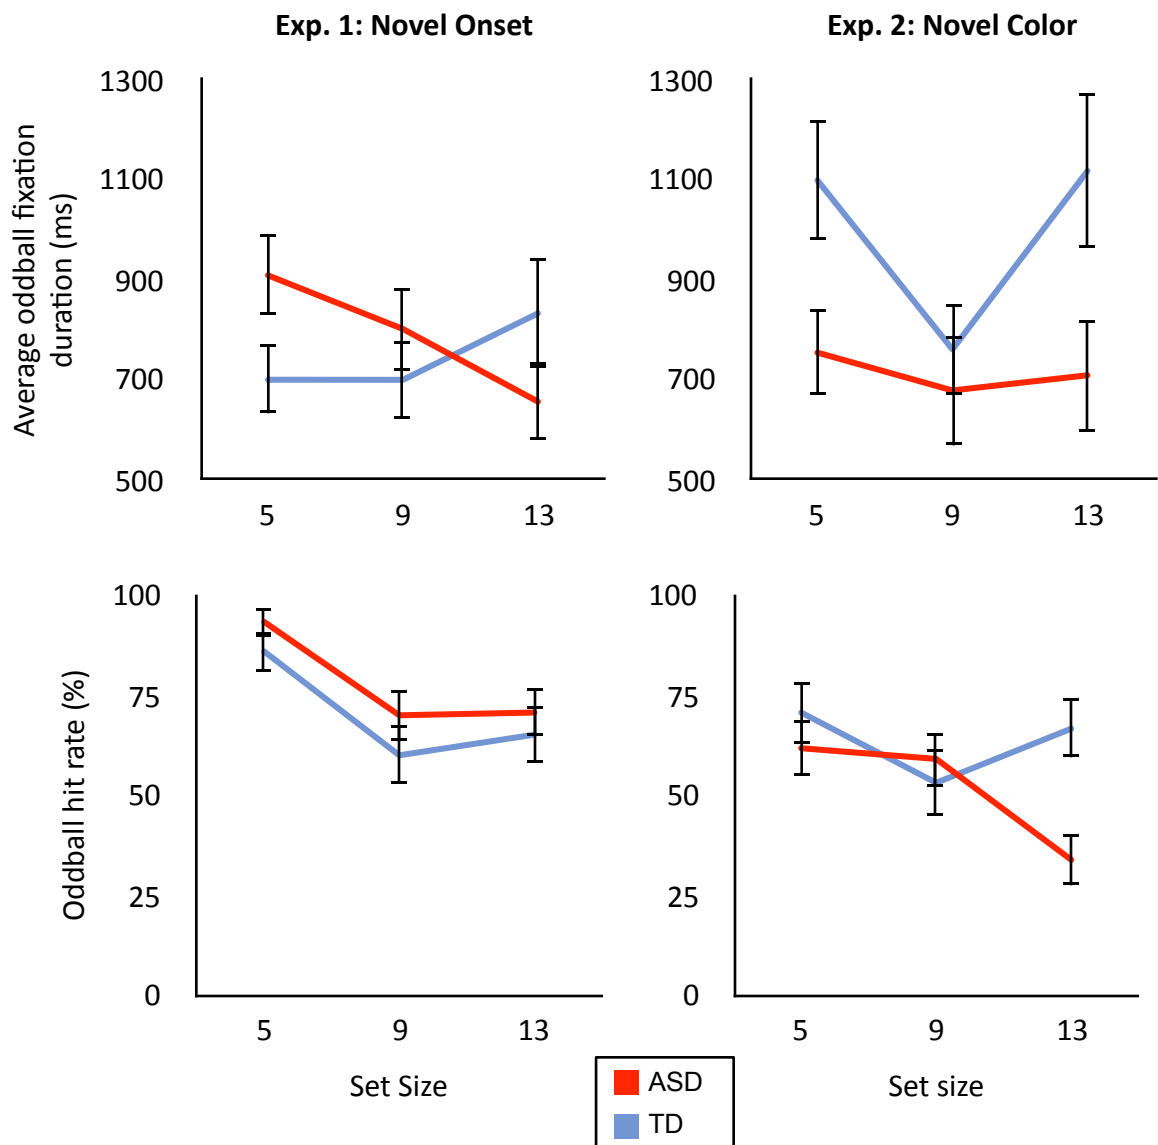 Exp. 1: Novel Onset
Exp. 2: Novel Color
Average oddball fixation
duration (ms)
1300
1100
900
700
500
5 9 13
1300
1100
900
700
500
5 9 13
Oddball hit rate (%)
100
75
50
25
0
5 9 13
Set Size
100
75
50
25
0
5 9 13
Set size
ASD
TD